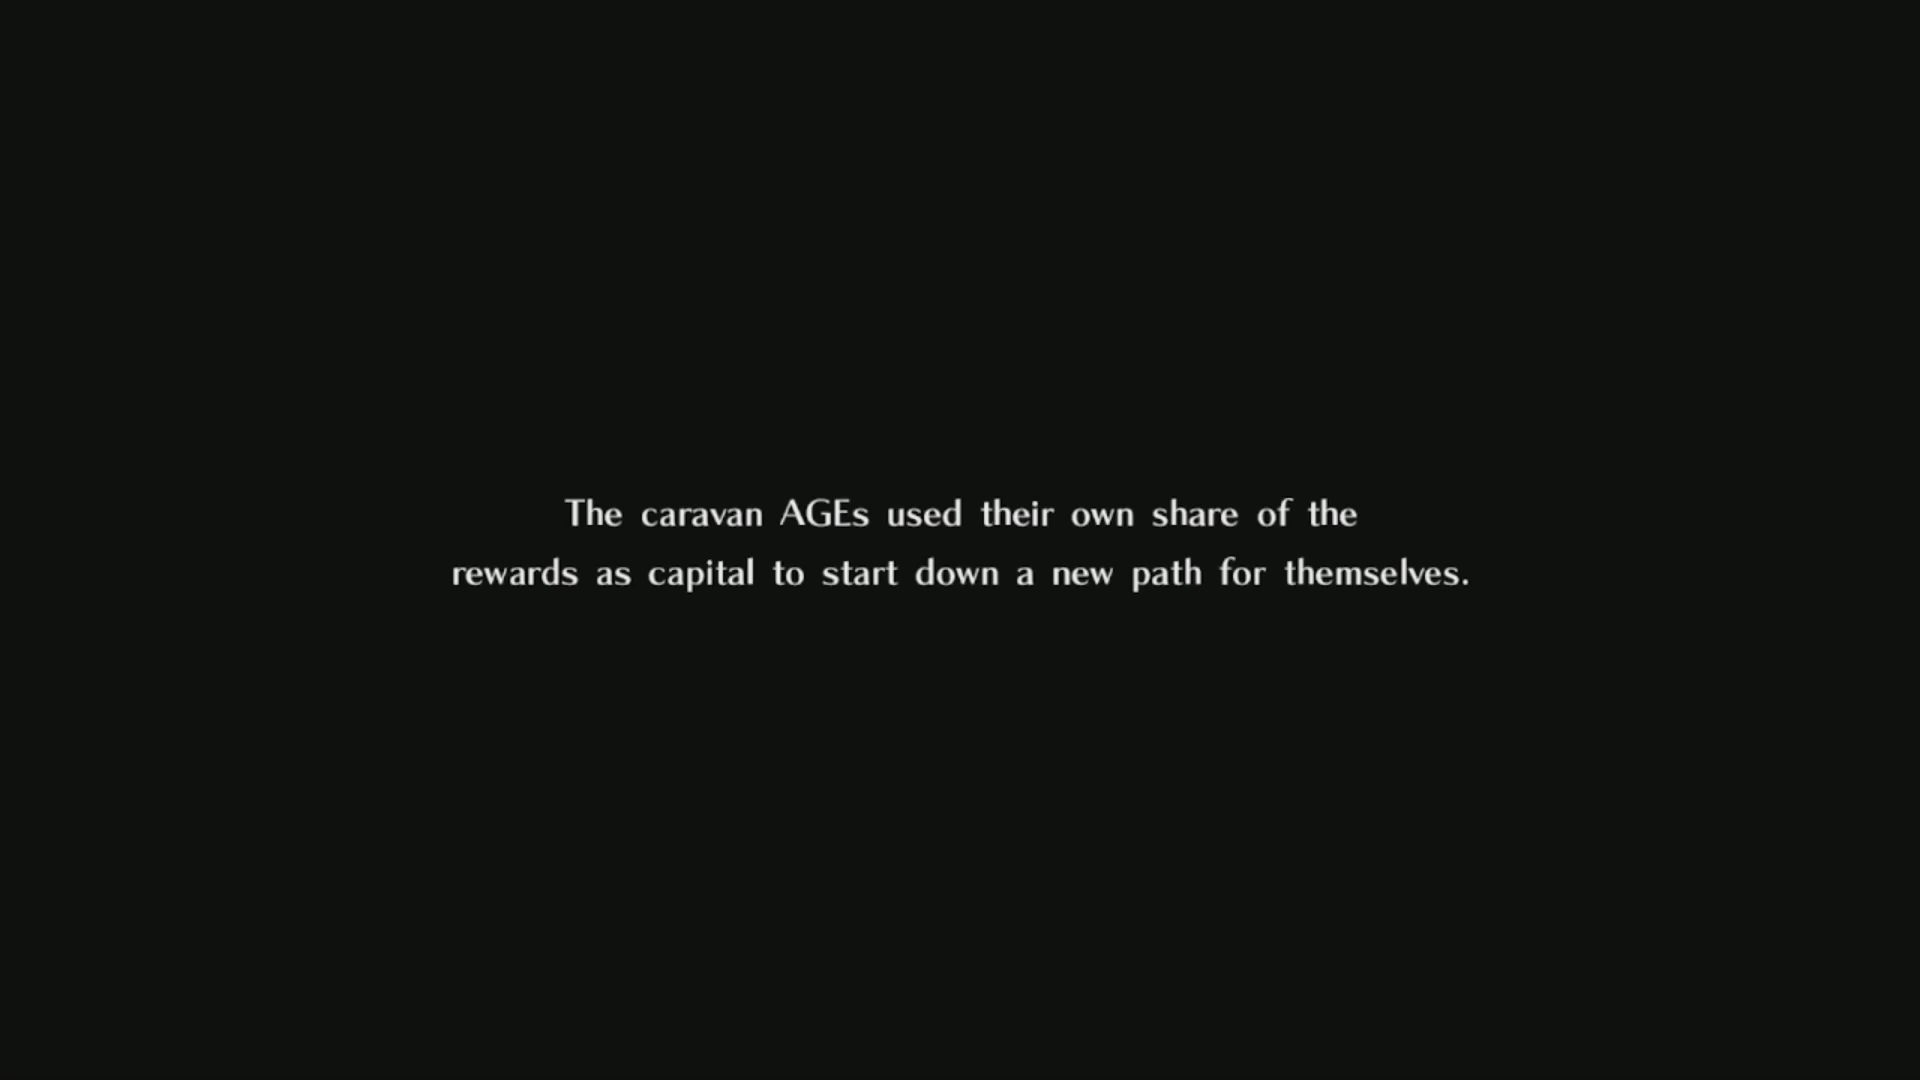 The caravan AGEs used their own share of the
rewards as capital to start down a new path for themselves.